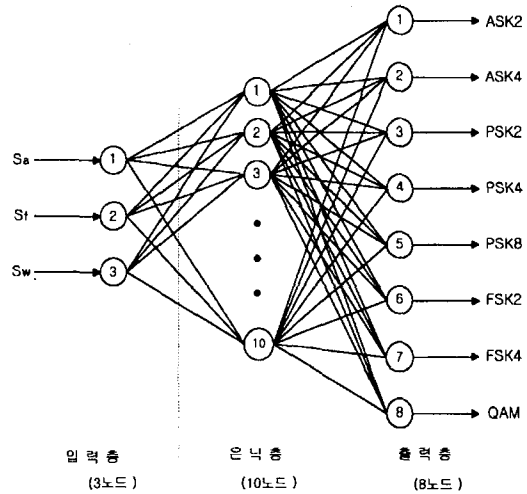 Sa
Sf
Sw
1
2
3
1
2
3
10
1
2
3
4
5
6
7
8
ASK2
ASK4
PSK2
PSK4
PSK8
FSK2
FSK4
QAM
입 력 층
(3노드)
은 닉 층
(10노드)
출 력 층
(8노드)